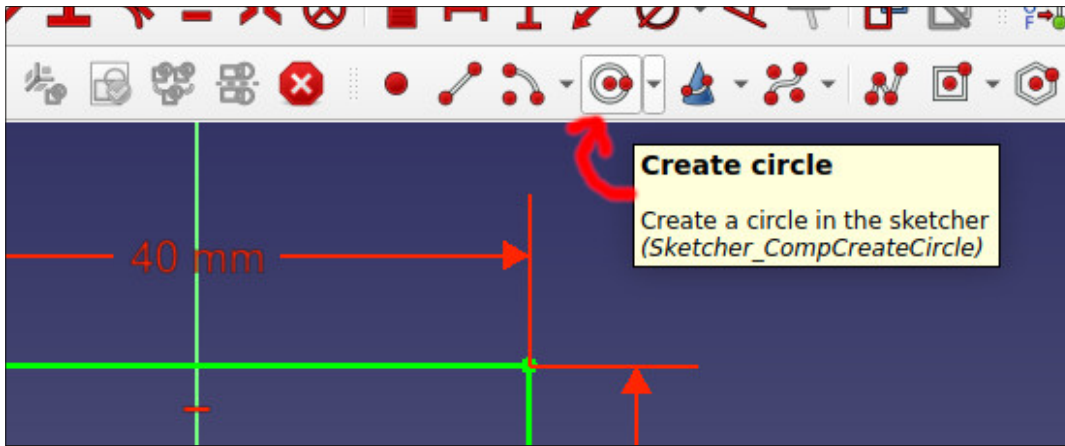 Create circle
Create a circle in the sketcher
(Sketcher_CompCreateCircle)
40 mm